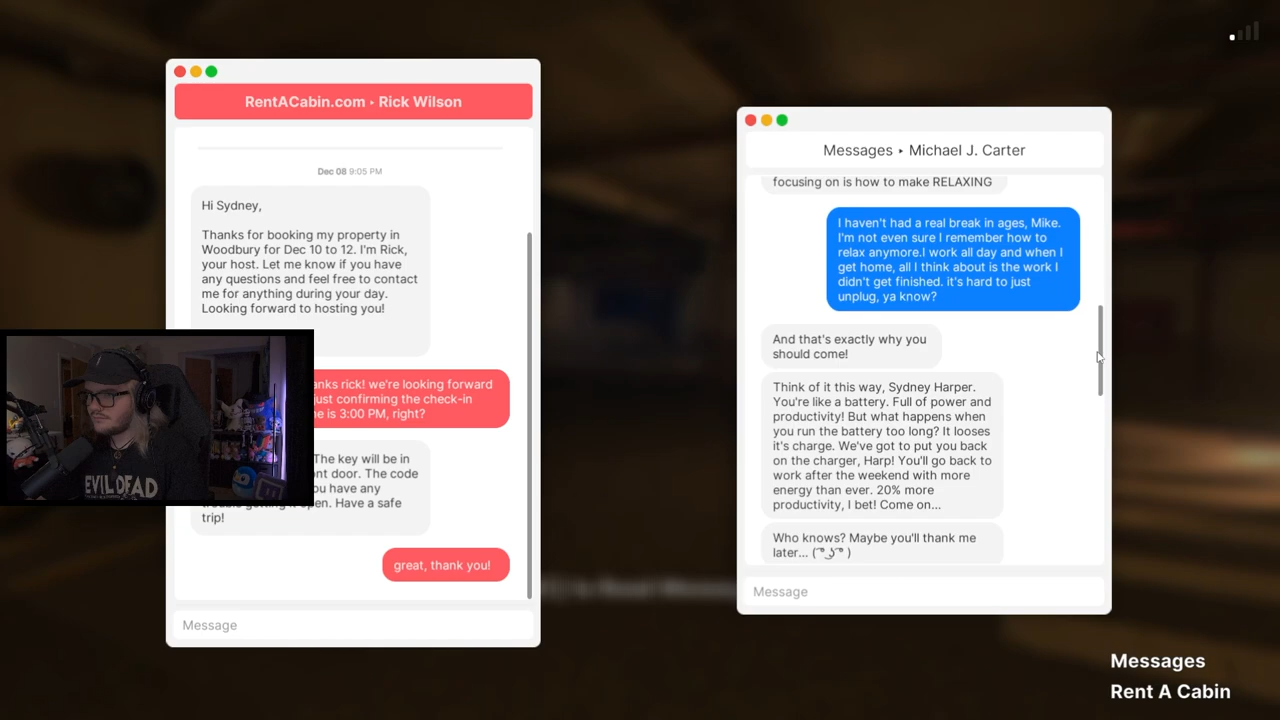 RentACabin.com ‣ Rick Wilson
Dec 08 9:05 PM
Hi Sydney,
Thanks for booking my property in
Woodbury for Dec 10 to 12. I'm Rick,
your host. Let me know if you have
any questions and feel free to contact
me for anything during your day.
Looking forward to hosting you!
rick! we're looking forward
just confirming the check-in
is 3:00 PM, right?
The key will be in
door. The code
you have any
open. Have a safe
trip!
great, thank you!
Message
EVIL DEAD
Messages ‣ Michael J. Carter
focusing on is how to make RELAXING
I haven't had a real break in ages, Mike.
I'm not even sure I remember how to
relax anymore.I work all day and when I
get home, all I think about is the work I
didn't get finished. it's hard to just
unplug, ya know?
And that's exactly why you
should come!
Think of it this way, Sydney Harper.
You're like a battery. Full of power and
productivity! But what happens when
you run the battery too long? It looses
it's charge. We've got to put you back
on the charger, Harp! You'll go back to
work after the weekend with more
energy than ever. 20% more
productivity, I bet! Come on...
Who knows? Maybe you'll thank me
later... ( ͡° ͜ʖ ͡° )
Message
Messages
Rent A Cabin